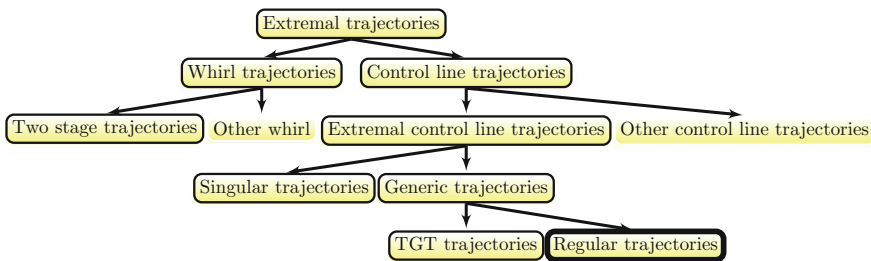 Extremal trajectories
Whirl trajectories
Control line trajectories
Two stage trajectories
Other whirl
Extremal control line trajectories
Other control line trajectories
Singular trajectories
Generic trajectories
TGT trajectories
Regular trajectories